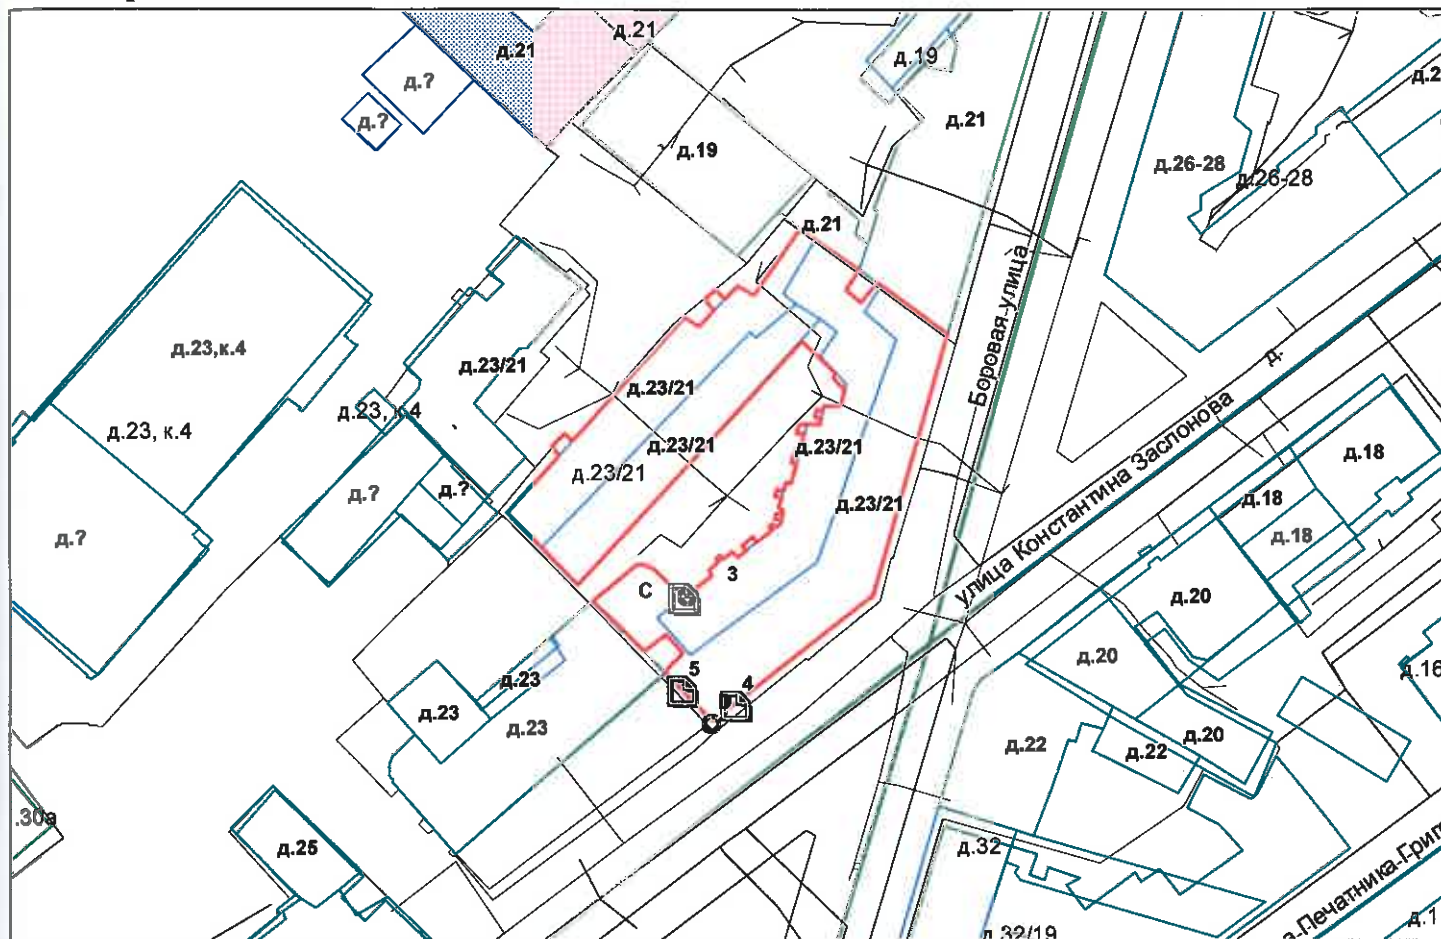 д.21
д.21
д.19
д.2
д.?
д.?
д.21
д.19
д.26-28
д.26-28
д.21
Боровая улица
д.23,к.4
д.23/21
д.
д.23/21
д.23, к.4
д.23, к.4
д.23/21
д.23/21
д.23/21
д.18
улица Константина Заслонова
д.?
д.?
д.18
д.23/21
д.18
д.?
3
С
д.20
д.20
5
4
д.23
д.16
д.23
д.23
д.22
д.22
д.20
.30а
д.25
д.32
а-Печатника-Григ
д.1
д.32/19